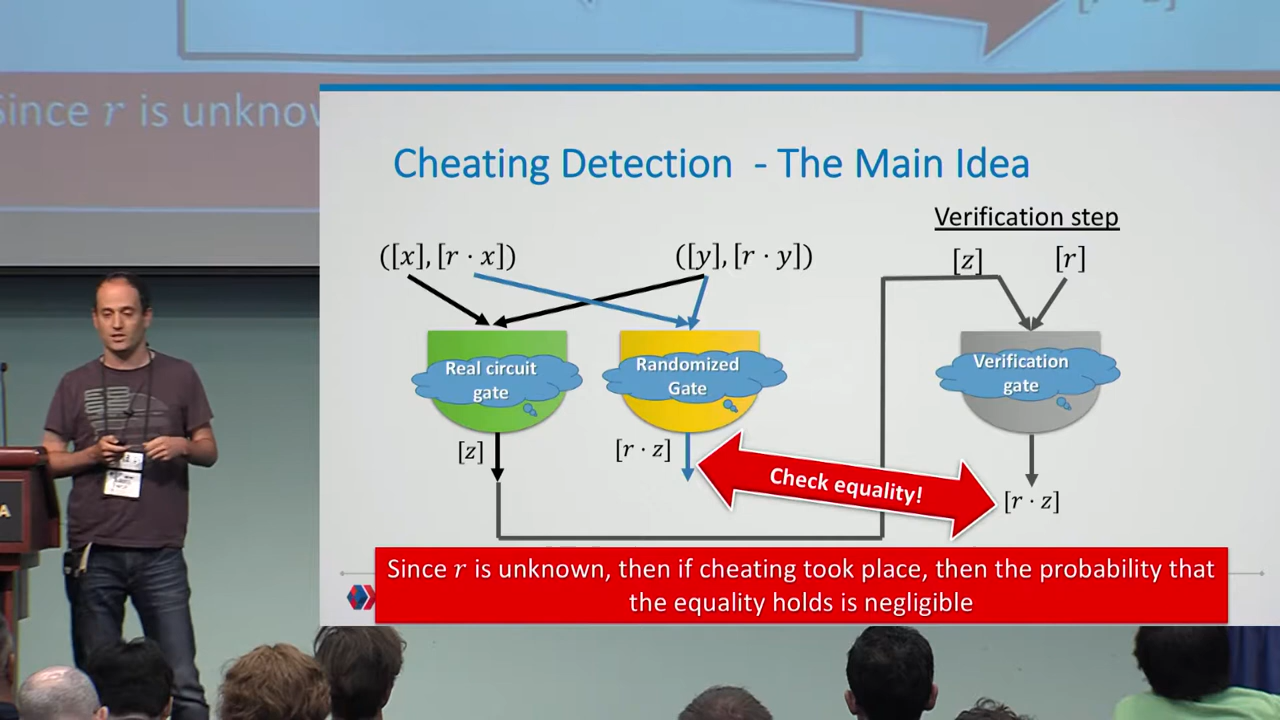 Since r is unknow
Cheating Detection - The Main Idea
Verification step
([x], [r · x])
([y], [r · y])
[z]
[r]
Real circuit
gate
Randomized
Gate
Verification
gate
[z]
[r · z]
Check equality!
[r · z]
Since r is unknown, then if cheating took place, then the probability that
the equality holds is negligible
A